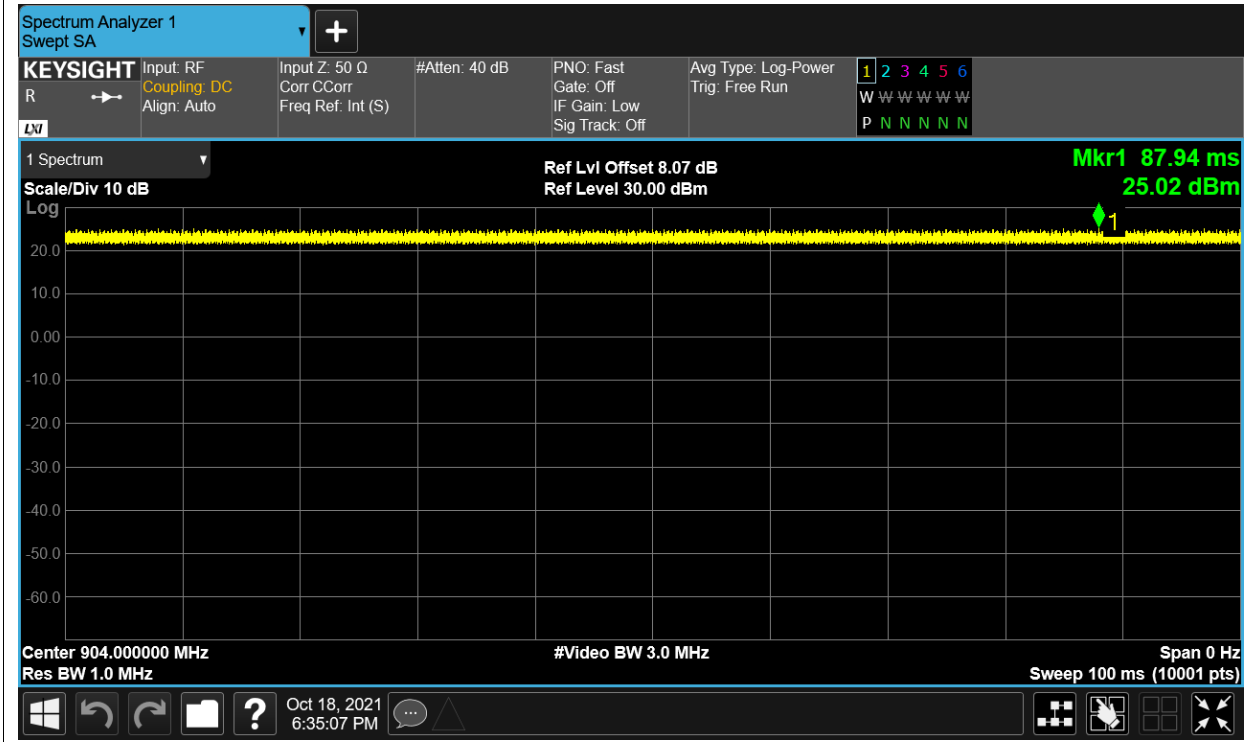 Spectrum Analyzer 1
Swept SA
KEYSIGHT
R
LXI
Input: RF
Coupling: DC
Align: Auto
Input Z: 50 Ω
Corr CCorr
Freq Ref: Int (S)
#Atten: 40 dB
PNO: Fast
Gate: Off
IF Gain: Low
Sig Track: Off
Avg Type: Log-Power
Trig: Free Run
1 2 3 4 5 6
W W W W W W
P N N N N N
1 Spectrum
Scale/Div 10 dB
Log
Ref Lvl Offset 8.07 dB
Ref Level 30.00 dBm
Mkr1 87.94 ms
25.02 dBm
1
20.0
10.0
0.00
-10.0
-20.0
-30.0
-40.0
-50.0
-60.0
Center 904.000000 MHz
Res BW 1.0 MHz
#Video BW 3.0 MHz
Span 0 Hz
Sweep 100 ms (10001 pts)
?
Oct 18, 2021
6:35:07 PM